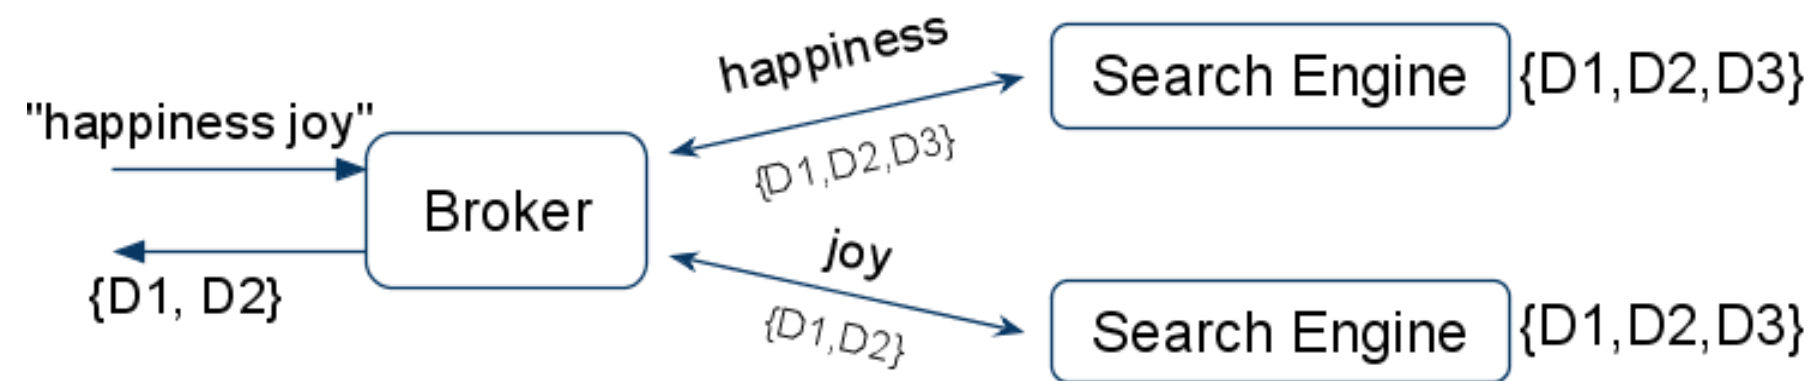 "happiness joy"
{D1, D2}
Broker
happiness
{D1,D2,D3}
joy
{D1,D2}
Search Engine {D1,D2,D3}
Search Engine {D1,D2,D3}